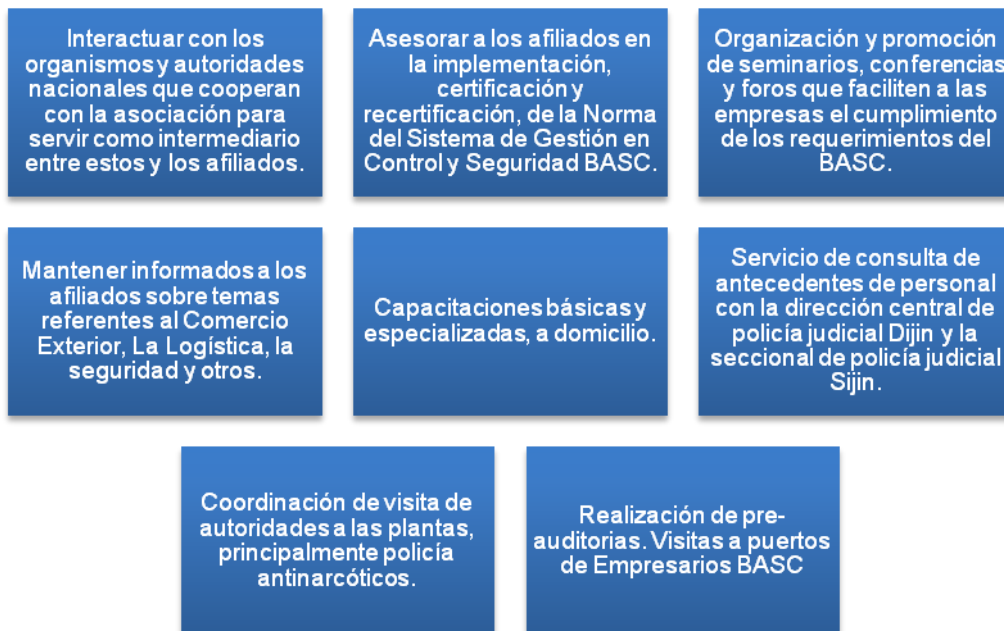 Interactuar con los
organismos y autoridades
nacionales que cooperan
con la asociación para
servir como intermediario
entre estos y los afiliados.
Asesorar a los afiliados en
la implementación,
certificación y
recertificación, de la Norma
del Sistema de Gestión en
Control y Seguridad BASC.
Organización y promoción
de seminarios, conferencias
y foros que faciliten a las
empresas el cumplimiento
de los requerimientos del
BASC.
Mantener informados a los
afiliados sobre temas
referentes al Comercio
Exterior, La Logística, la
seguridad y otros.
Capacitaciones básicas y
especializadas, a domicilio.
Servicio de consulta de
antecedentes de personal
con la dirección central de
policía judicial Dijin y la
seccional de policía judicial
Sijin.
Coordinación de visita de
autoridades a las plantas,
principalmente policía
antinarcóticos.
Realización de pre-
auditorias. Visitas a puertos
de Empresarios BASC